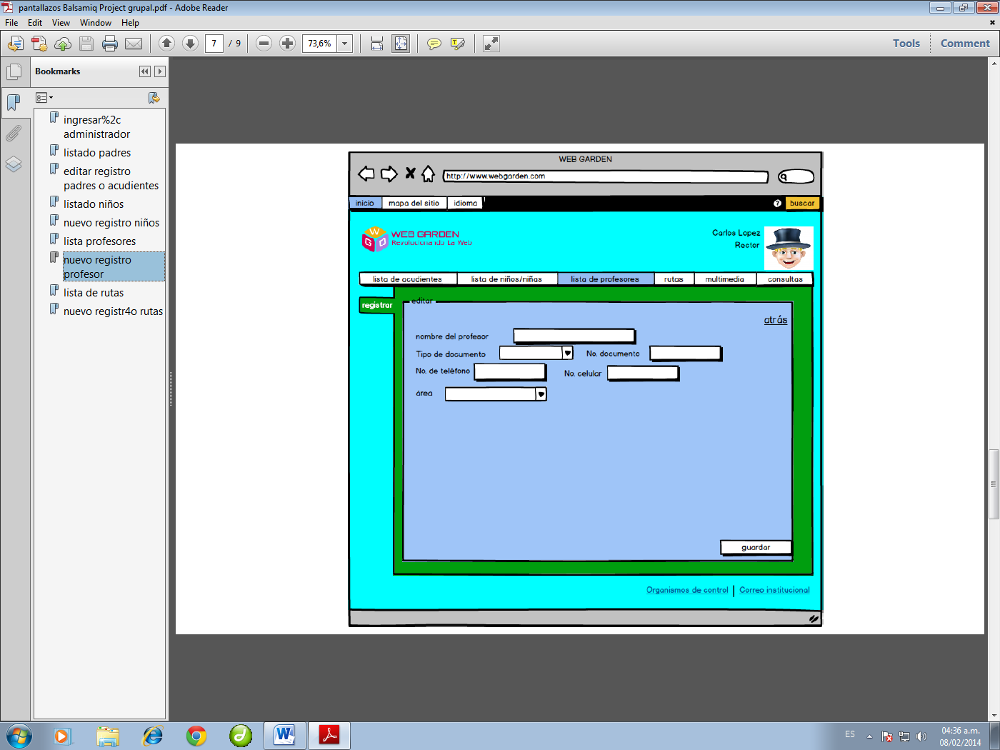 pantallazos Balsamiq Project grupal.pdf - Adobe Reader
File Edit View Window Help
7 / 9 73,6% Tools Comment
Bookmarks
ingresar%2c
administrador
listado padres
editar registro
padres o acudientes
listado niños
nuevo registro niños
lista profesores
nuevo registro
profesor
lista de rutas
nuevo registr4o rutas
WEB GARDEN
http://www.webgarden.com
inicio mapa del sitio idioma ? buscar
W G D
WEB GARDEN
Revolucionando La Web
Carlos Lopez
Rector
lista de acudientes lista de niños/niñas lista de profesores rutas multimedia consultas
registrar
editar
atrás
nombre del profesor
Tipo de documento No. documento
No. de teléfono No. celular
área
guardar
Organismos de control | Correo institucional
ES 04:36 a.m.
08/02/2014